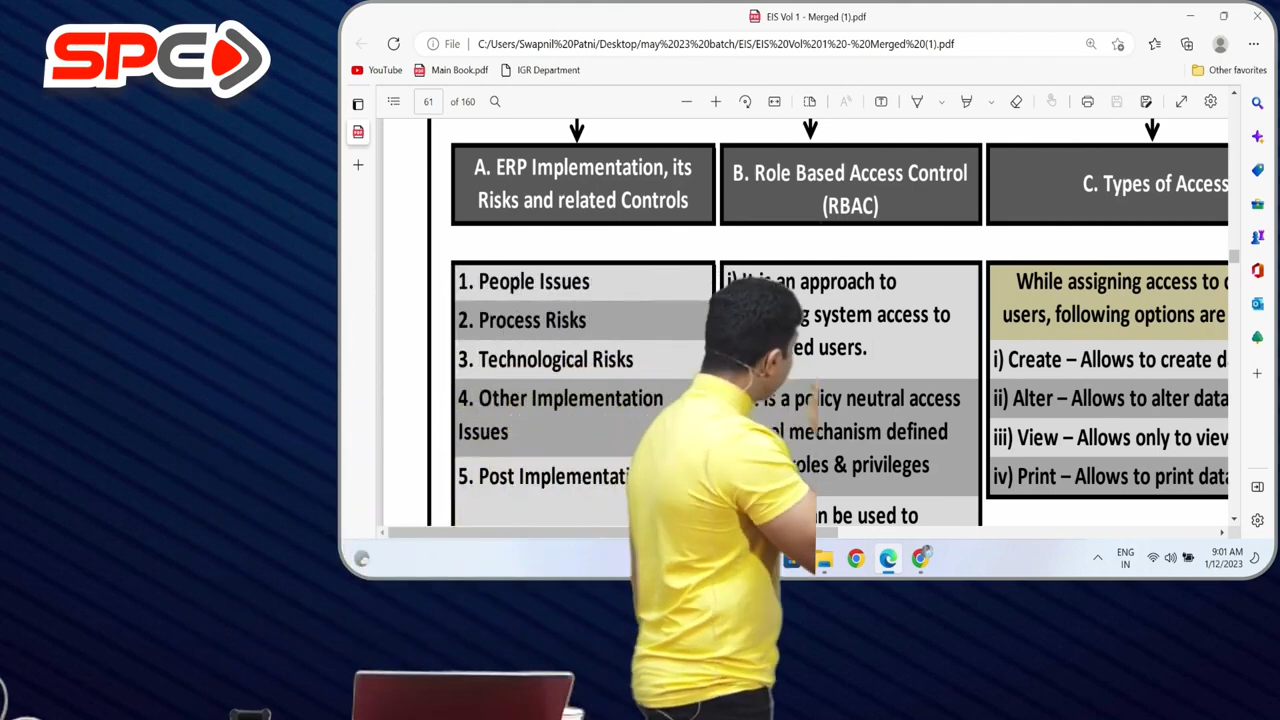 SPC
EIS Vol 1 - Merged (1).pdf
File
C:/Users/Swapnil%20Patni/Desktop/may%2023%20batch/EIS/EIS%20Vol%201%20-%20Merged%20(1).pdf
YouTube
Main Book.pdf
IGR Department
Other favorites
61 of 160
A. ERP Implementation, its
Risks and related Controls
B. Role Based Access Control
(RBAC)
C. Types of Access
1. People Issues
2. Process Risks
3. Technological Risks
4. Other Implementation
Issues
5. Post Implementati
i) It is an approach to
system access to
users.
is a policy neutral access
mechanism defined
roles & privileges
be used to
While assigning access to
users, following options are
i) Create – Allows to create
ii) Alter – Allows to alter data
iii) View – Allows only to view
iv) Print – Allows to print data
ENG
IN
9:01 AM
1/12/2023